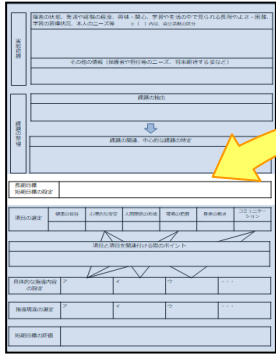 障害の状態、発達や経験の程度、興味・関心、学習や生活の中で見られる長所やよさ・困難、
学習の習得状況、本人のニーズ等
実態把握
その他の情報（保護者や担任等のニーズ、将来期待する姿など）
課題の整理
課題の抽出
課題の関連、中心的な課題の特定
長期目標
短期目標の設定
項目の選定
健康の保持
心理的な安定
人間関係の形成
環境の把握
身体の動き
コミュニケーション
項目と項目を関連付ける際のポイント
具体的な指導内容
の設定
ア
イ
ウ
・・・
指導場面の選定
ア
イ
ウ
・・・
短期目標の評価